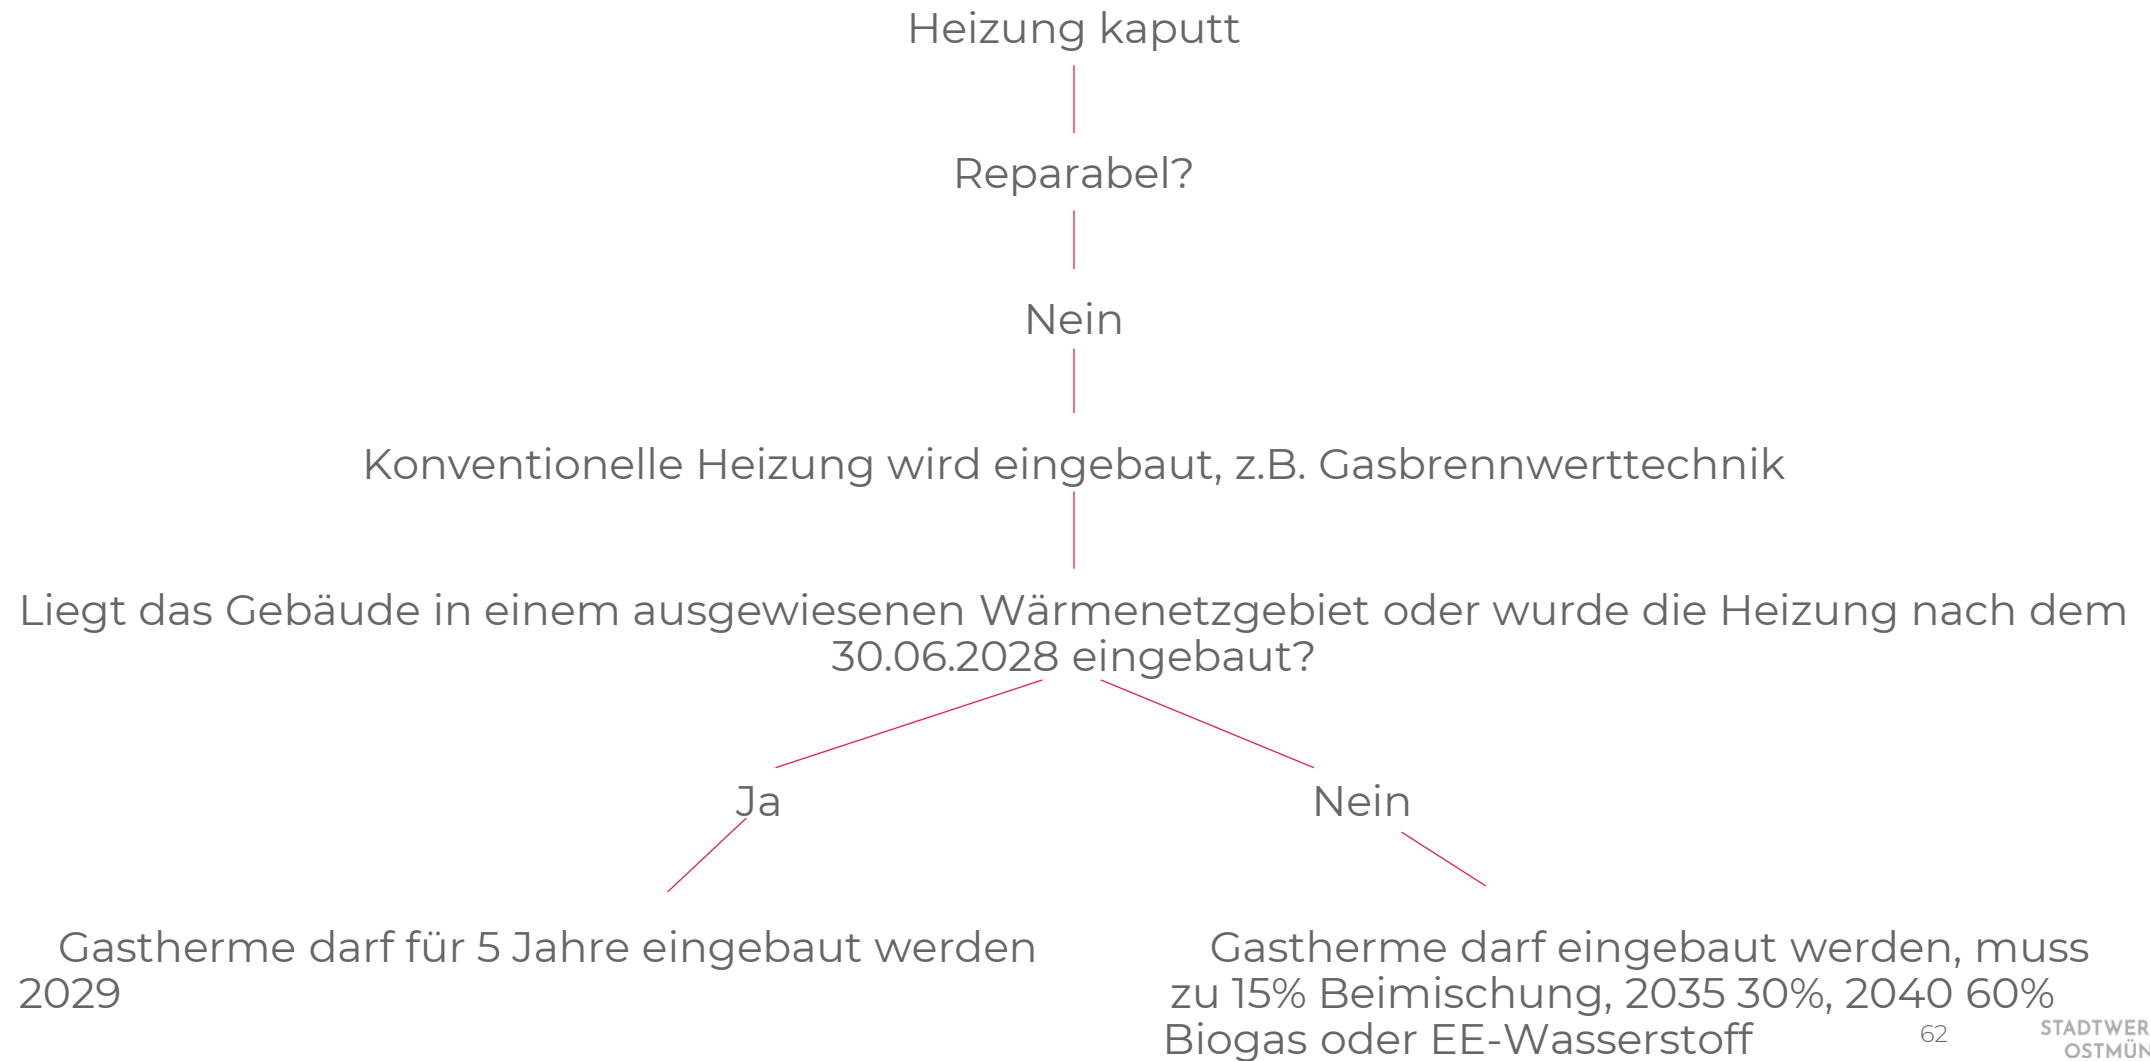 Heizung kaputt
Reparabel?
Nein
Konventionelle Heizung wird eingebaut, z.B. Gasbrennwerttechnik
Liegt das Gebäude in einem ausgewiesenen Wärmenetzgebiet oder wurde die Heizung nach dem
30.06.2028 eingebaut?
Ja
Nein
Gastherme darf für 5 Jahre eingebaut werden
2029
Gastherme darf eingebaut werden, muss
zu 15% Beimischung, 2035 30%, 2040 60%
Biogas oder EE-Wasserstoff
62
STADTWER
OSTMÜN